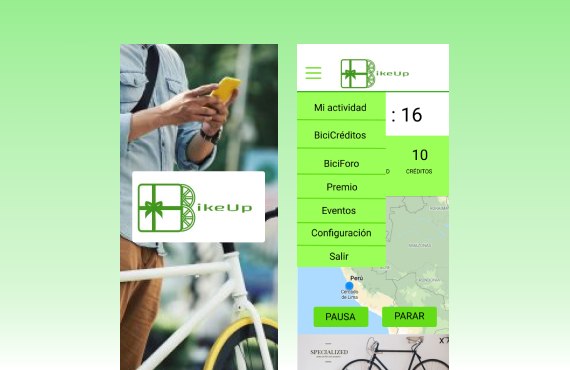 ikeUp
ikeUp
Mi actividad
: 16
BiciCréditos
BiciForo
10
CRÉDITOS
Premio
Eventos
Configuración
Salir
Perú
Cercado
de Lima
PAUSA
PARAR
SPECIALIZED
x7